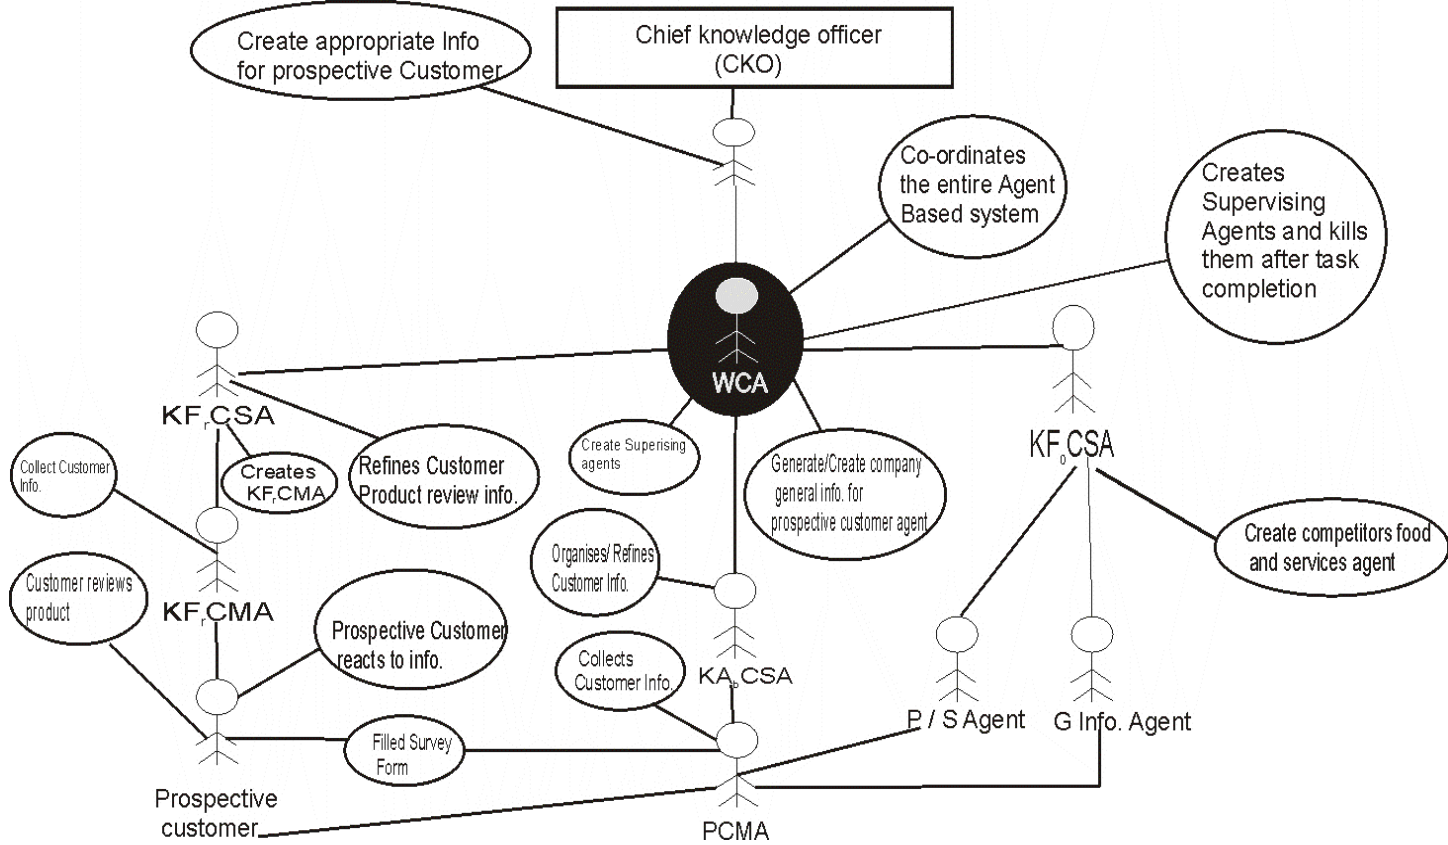 Create appropriate Info
for prospective Customer
Chief knowledge officer
(CKO)
Co-ordinates
the entire Agent
Based system
Creates
Supervising
Agents and kills
them after task
completion
WCA
KFrCSA
KFoCSA
Collect Customer
Info.
Creates
KFrCMA
Refines Customer
Product review info.
Create Superising
agents
Generate/Create company
general info. for
prospective customer agent
Create competitors food
and services agent
Organises/ Refines
Customer Info.
KFrCMA
Customer reviews
product
Prospective Customer
reacts to info.
Collects
Customer Info.
KAbCSA
P / S Agent
G Info. Agent
Filled Survey
Form
Prospective
customer
PCMA